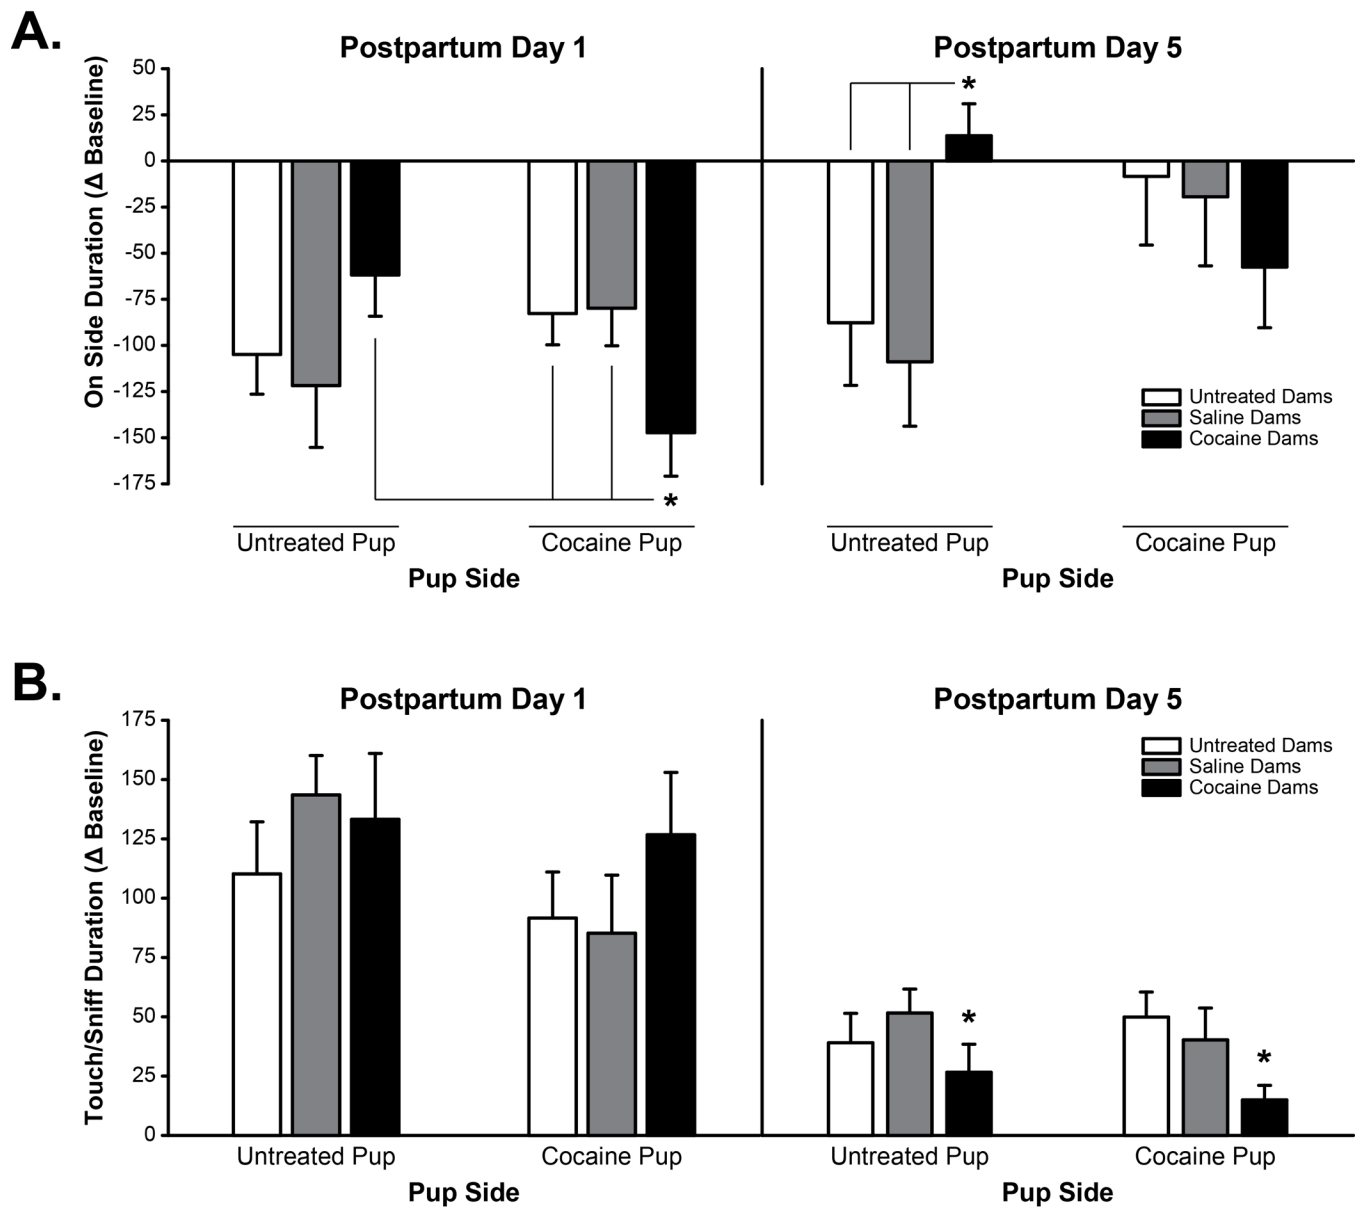 A.
Postpartum Day 1
Postpartum Day 5
On Side Duration (Δ Baseline)
50
25
0
-25
-50
-75
-100
-125
-150
-175
*
*
Untreated Dams
Saline Dams
Cocaine Dams
Untreated Pup
Cocaine Pup
Untreated Pup
Cocaine Pup
Pup Side
Pup Side
B.
Postpartum Day 1
Postpartum Day 5
Touch/Sniff Duration (Δ Baseline)
175
150
125
100
75
50
25
0
Untreated Dams
Saline Dams
Cocaine Dams
*
*
Untreated Pup
Cocaine Pup
Untreated Pup
Cocaine Pup
Pup Side
Pup Side